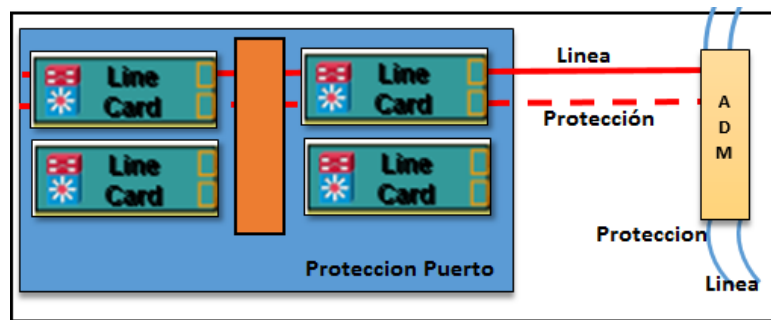 Line
Card
Line
Card
Linea
Protección
A
D
M
Line
Card
Line
Card
Proteccion
Proteccion Puerto
Linea